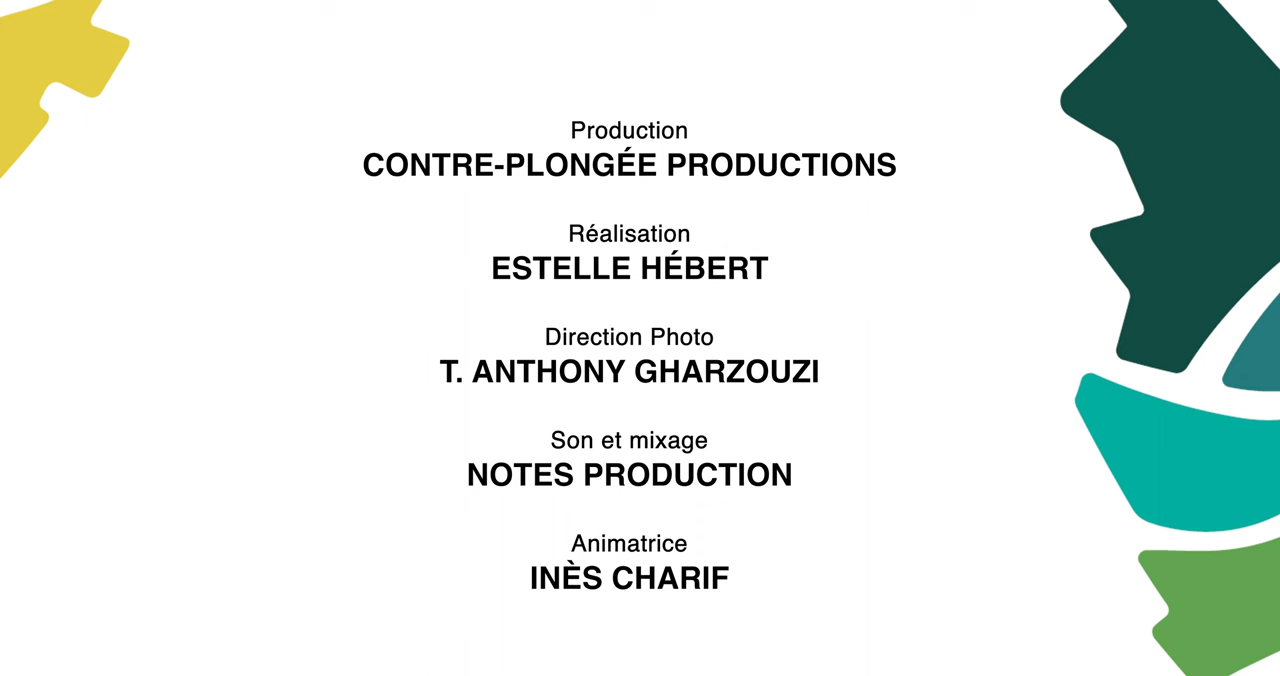 Production
CONTRE-PLONGÉE PRODUCTIONS
Réalisation
ESTELLE HÉBERT
Direction Photo
T. ANTHONY GHARZOUZI
Son et mixage
NOTES PRODUCTION
Animatrice
INÈS CHARIF